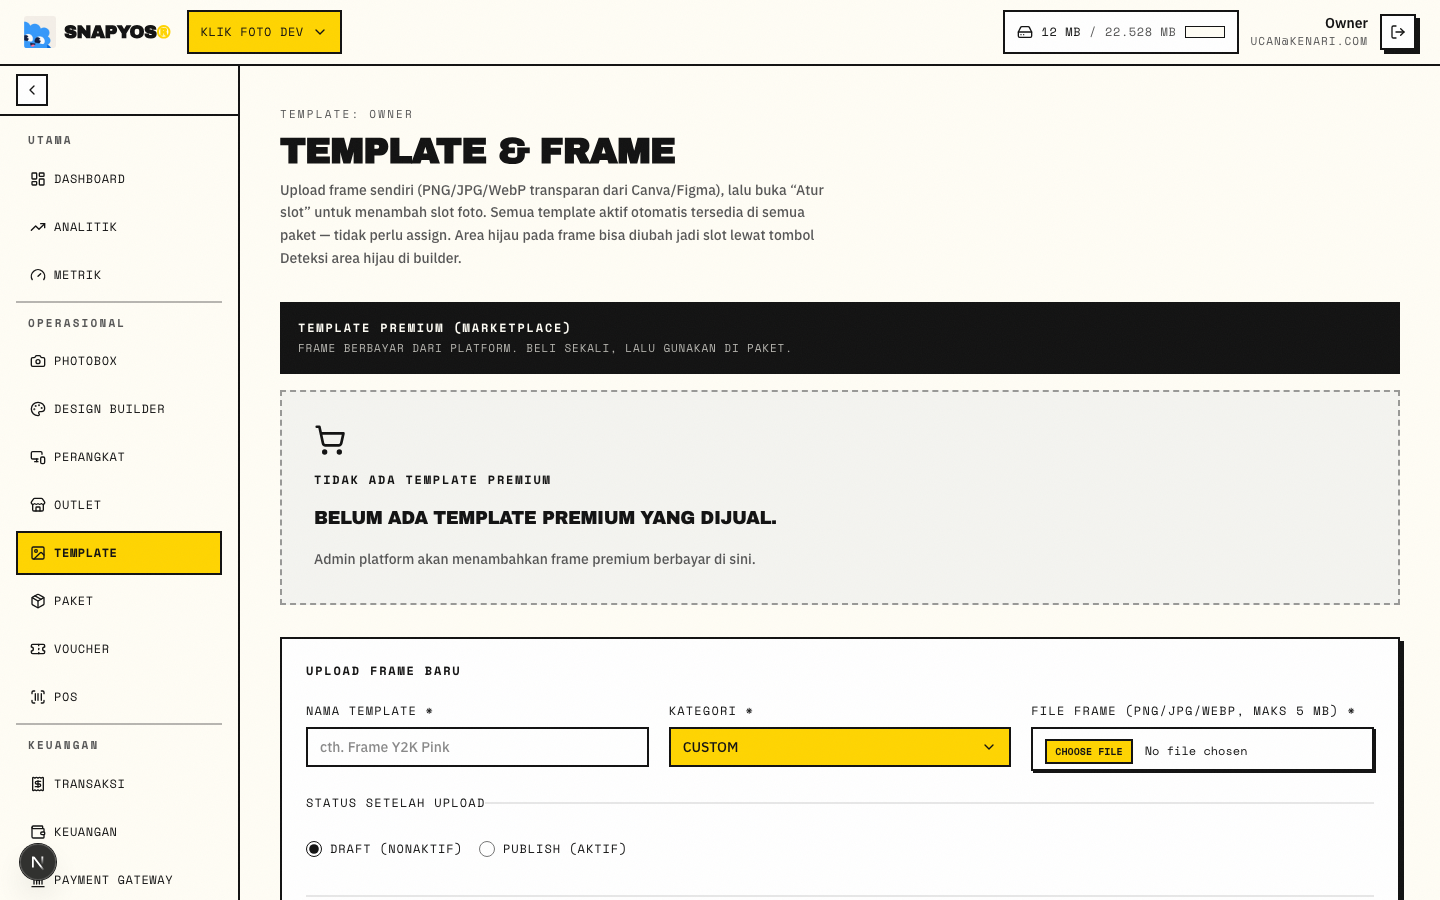 SNAPYOS®
KLIK FOTO DEV
12 MB / 22.528 MB
Owner
UCAN@KENARI.COM
UTAMA
DASHBOARD
ANALITIK
METRIK
OPERASIONAL
PHOTOBOX
DESIGN BUILDER
PERANGKAT
OUTLET
TEMPLATE
PAKET
VOUCHER
POS
KEUANGAN
TRANSAKSI
KEUANGAN
N
PAYMENT GATEWAY
TEMPLATE: OWNER
TEMPLATE & FRAME
Upload frame sendiri (PNG/JPG/WebP transparan dari Canva/Figma), lalu buka “Atur
slot” untuk menambah slot foto. Semua template aktif otomatis tersedia di semua
paket — tidak perlu assign. Area hijau pada frame bisa diubah jadi slot lewat tombol
Deteksi area hijau di builder.
TEMPLATE PREMIUM (MARKETPLACE)
FRAME BERBAYAR DARI PLATFORM. BELI SEKALI, LALU GUNAKAN DI PAKET.
TIDAK ADA TEMPLATE PREMIUM
BELUM ADA TEMPLATE PREMIUM YANG DIJUAL.
Admin platform akan menambahkan frame premium berbayar di sini.
UPLOAD FRAME BARU
NAMA TEMPLATE *
cth. Frame Y2K Pink
KATEGORI *
CUSTOM
FILE FRAME (PNG/JPG/WEBP, MAKS 5 MB) *
CHOOSE FILE No file chosen
STATUS SETELAH UPLOAD
DRAFT (NONAKTIF) PUBLISH (AKTIF)